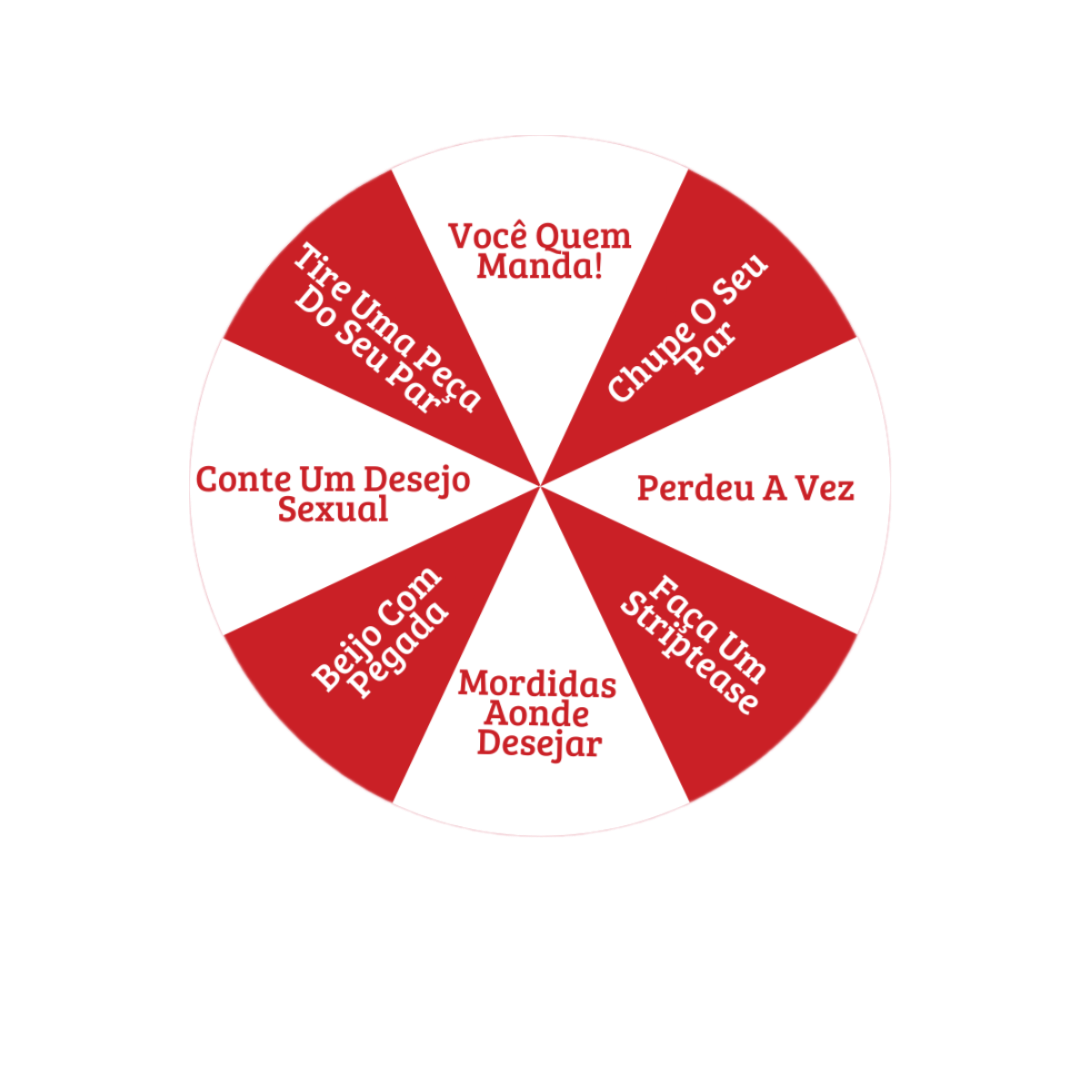 Você Quem
Manda!
Chupe O Seu
Par
Perdeu A Vez
Faça Um
Striptease
Mordidas
Aonde
Desejar
Beijo Com
Pegada
Conte Um Desejo
Sexual
Tire Uma Peça
Do Seu Par